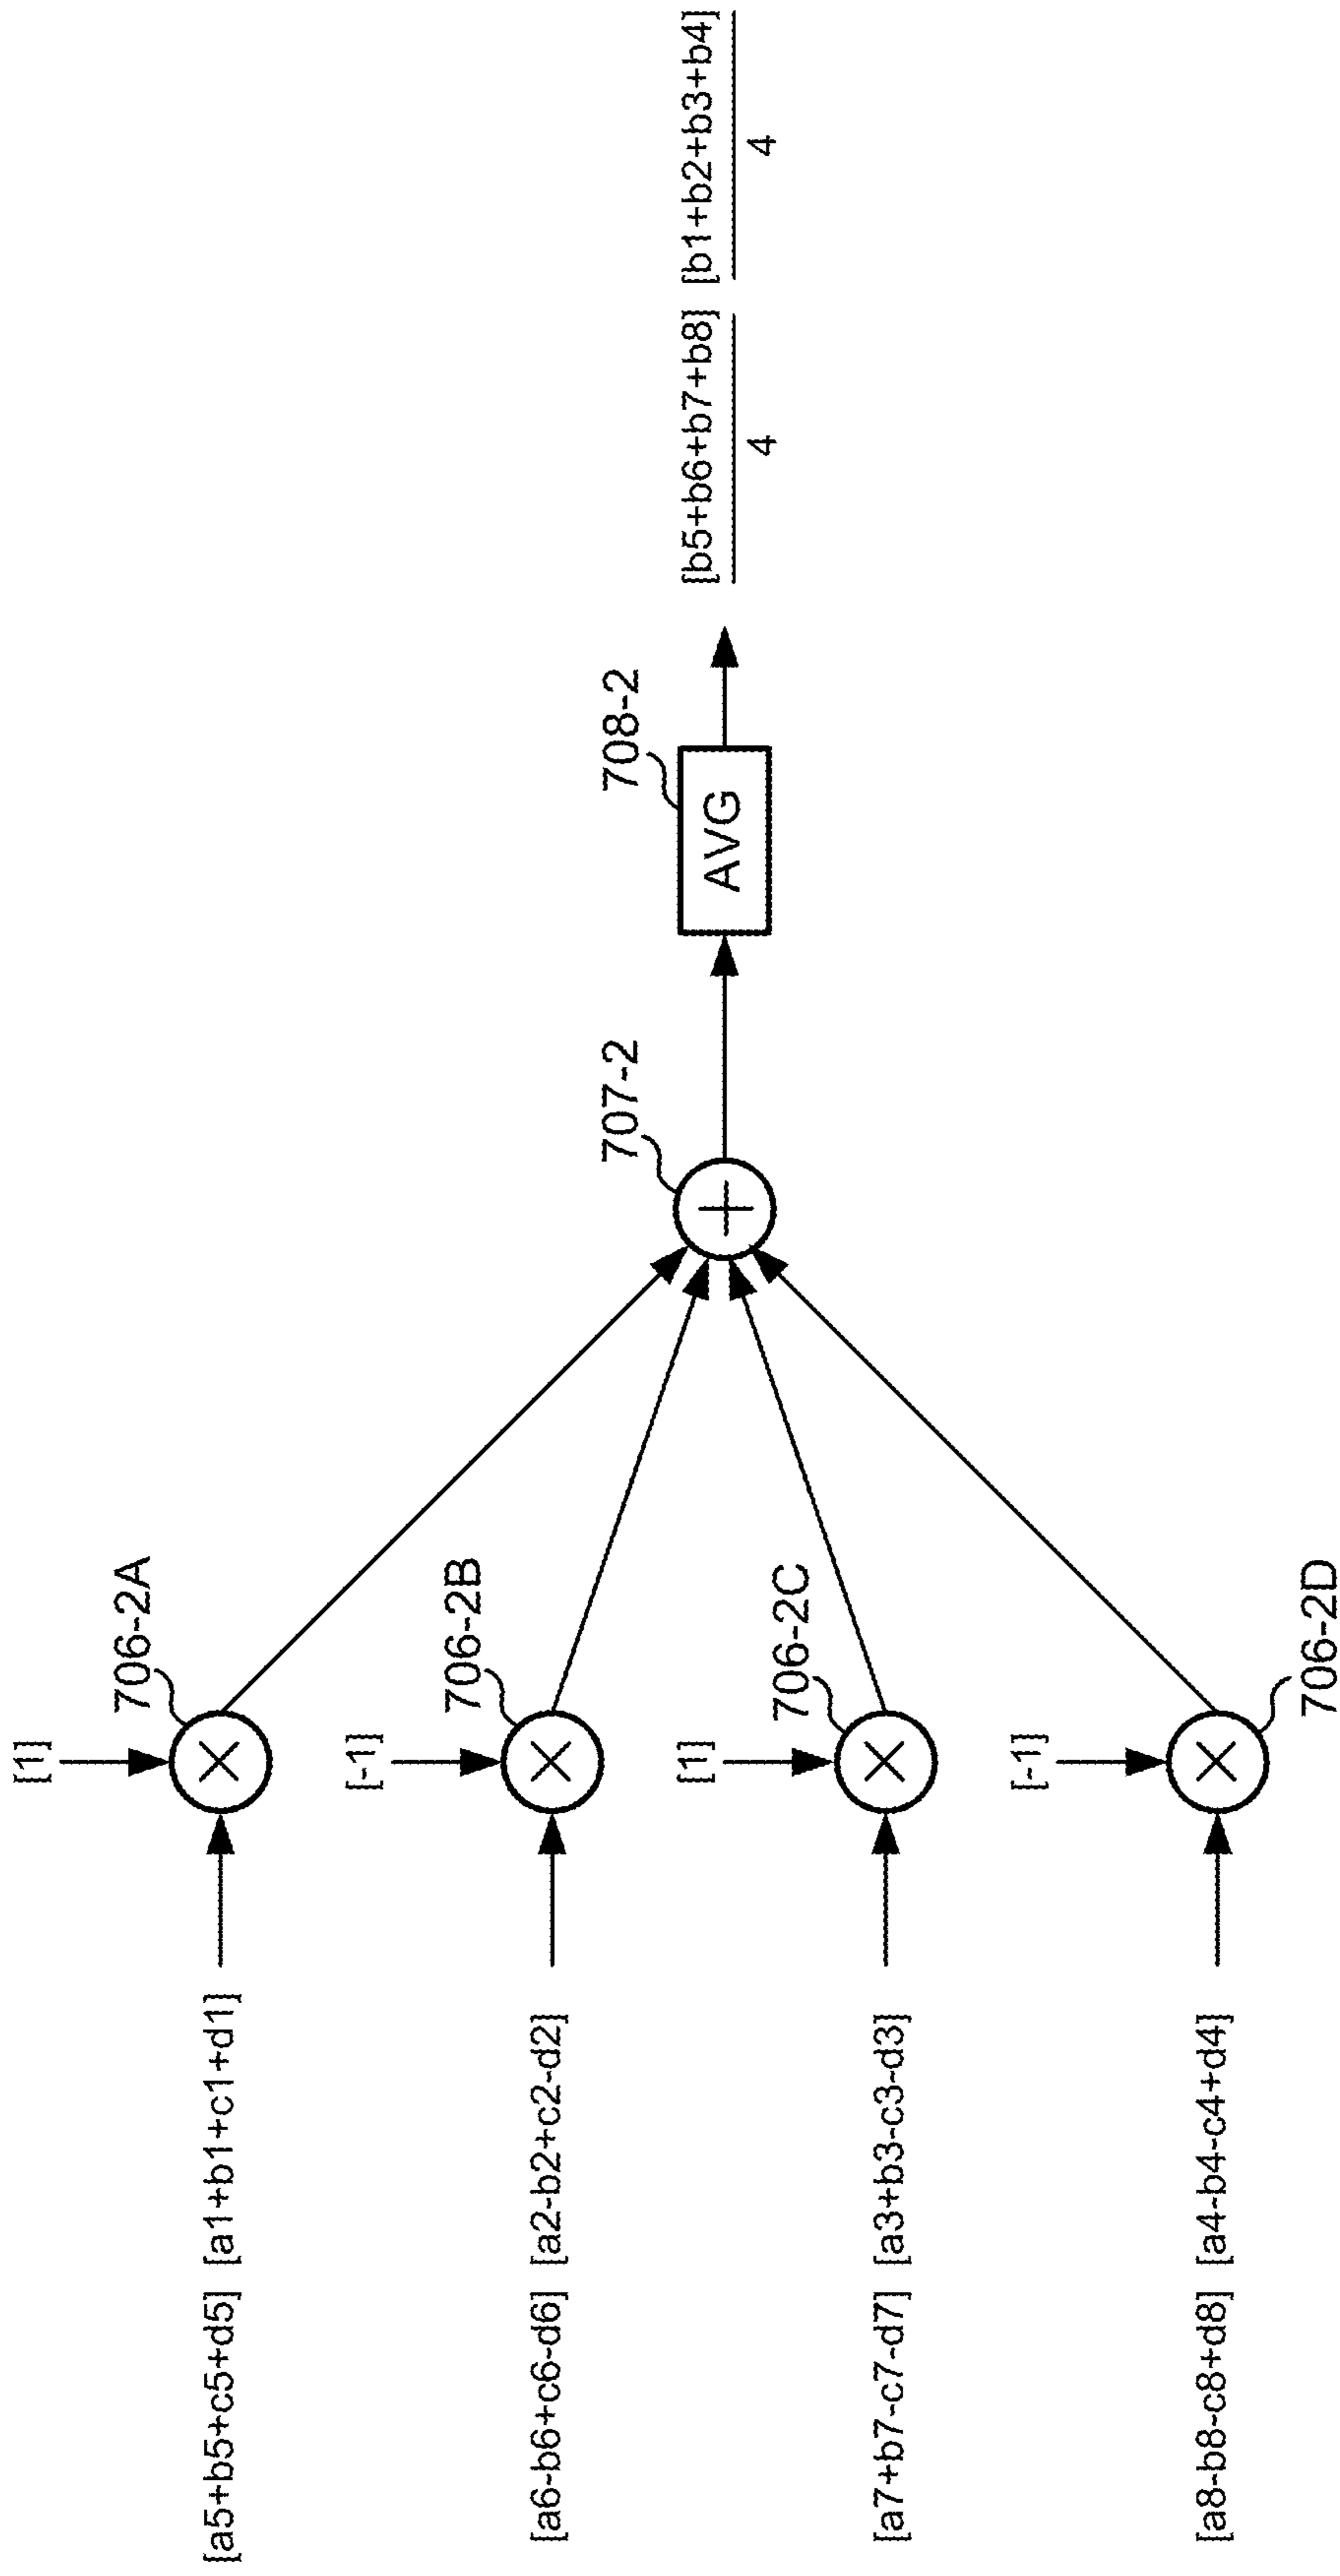 [1]
706-2A
[a5+b5+c5+d5] [a1+b1+c1+d1]
[-1]
706-2B
[a6-b6+c6-d6] [a2-b2+c2-d2]
707-2
708-2
AVG
[b5+b6+b7+b8] [b1+b2+b3+b4]
4 4
[1]
706-2C
[a7+b7-c7-d7] [a3+b3-c3-d3]
[-1]
[a8-b8-c8+d8] [a4-b4-c4+d4]
706-2D